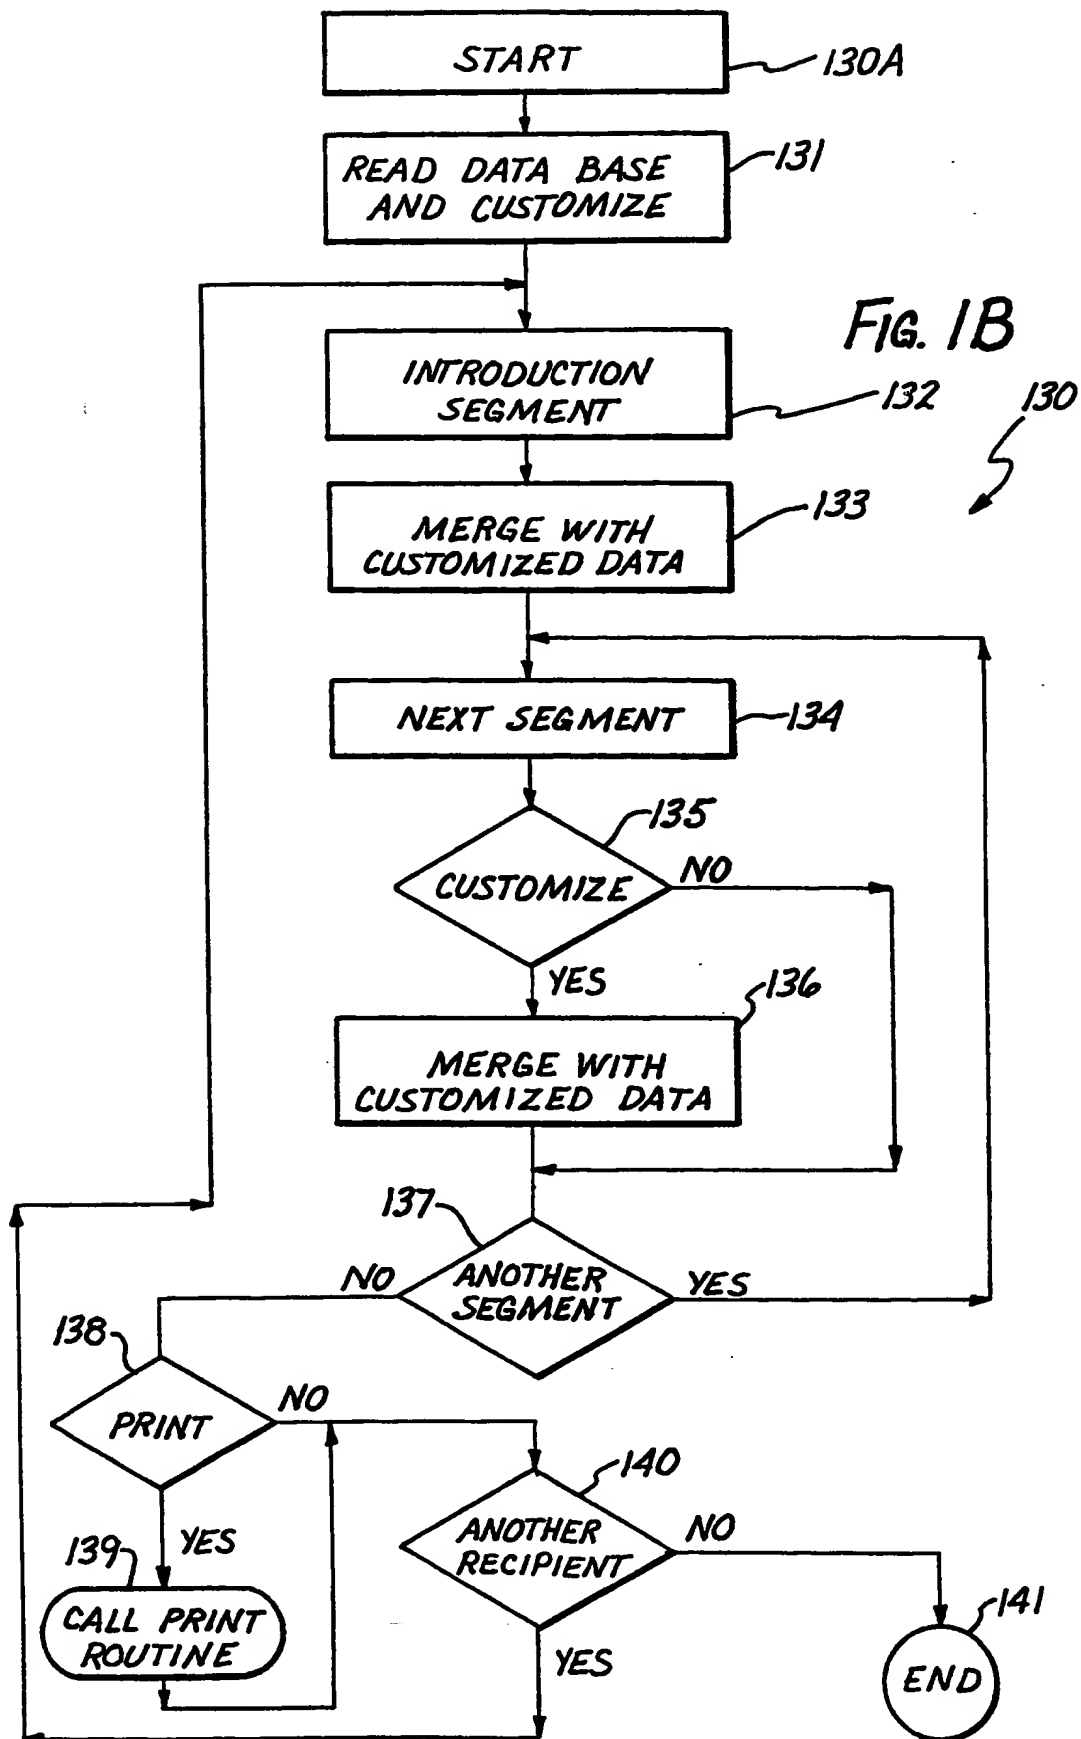 START
130A
READ DATA BASE
AND CUSTOMIZE
131
FIG. 1B
130
INTRODUCTION
SEGMENT
132
MERGE WITH
CUSTOMIZED DATA
133
NEXT SEGMENT
134
135
CUSTOMIZE
NO
YES
136
MERGE WITH
CUSTOMIZED DATA
137
ANOTHER
SEGMENT
NO
YES
138
PRINT
NO
YES
139
CALL PRINT
ROUTINE
140
ANOTHER
RECIPIENT
NO
YES
141
END